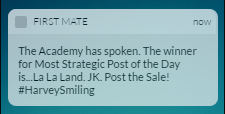 FIRST MATE now
The Academy has spoken. The winner
for Most Strategic Post of the Day
is...La La Land. JK. Post the Sale!
#HarveySmiling